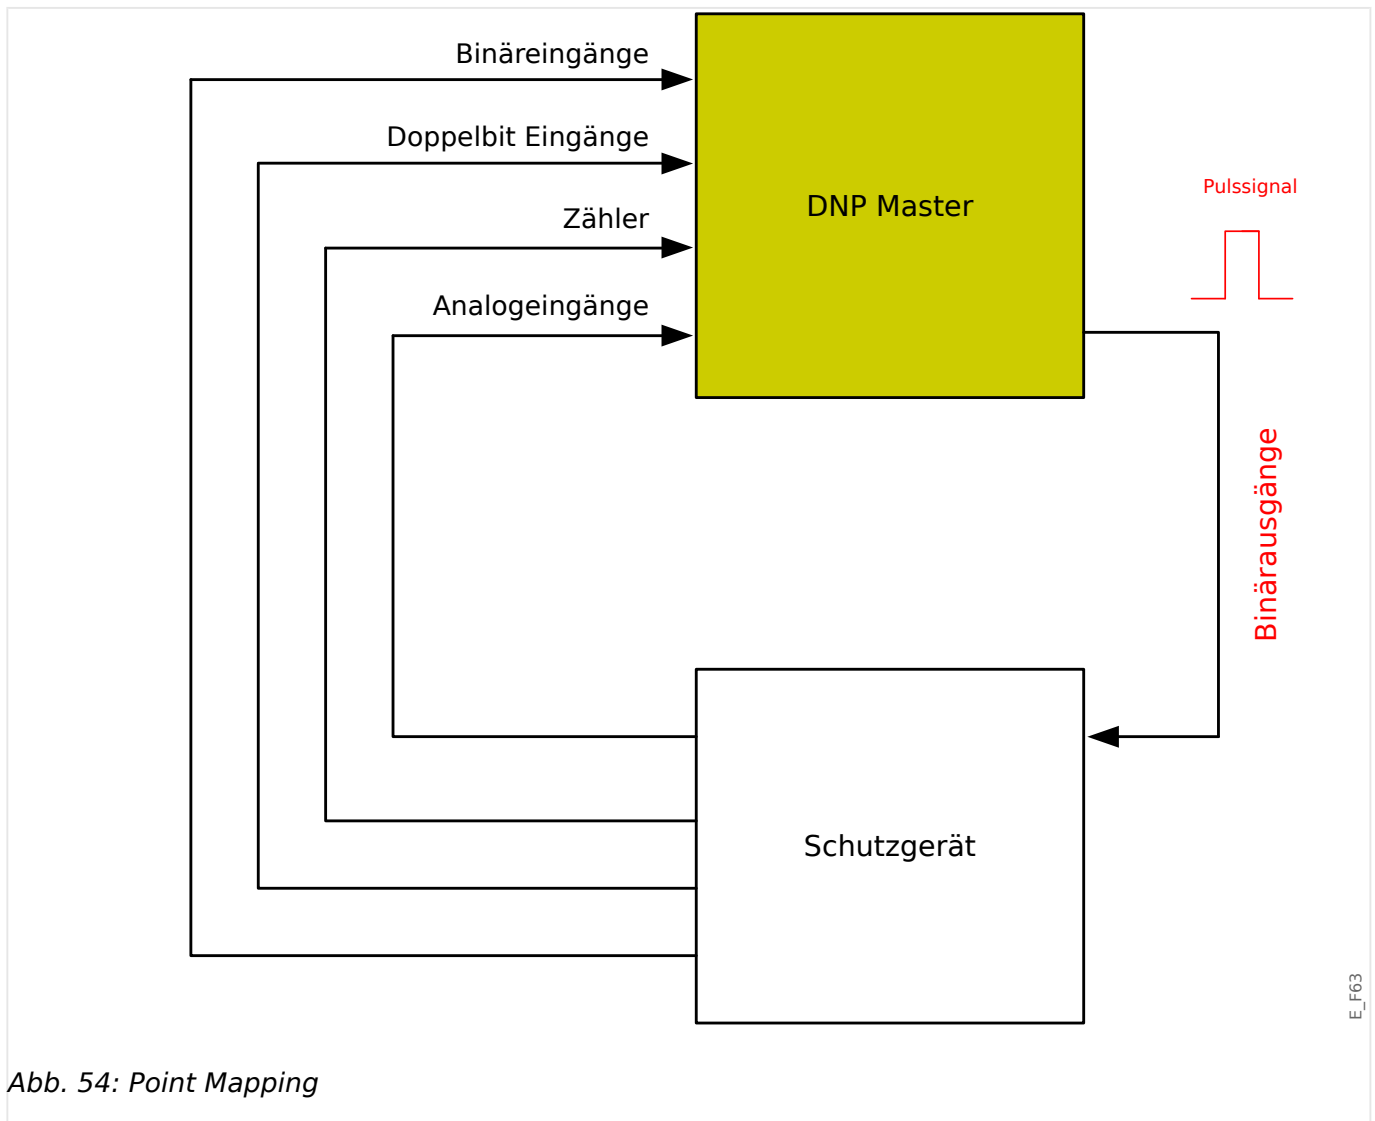 Binäreingänge
Doppelbit Eingänge
Zähler
Analogeingänge
DNP Master
Pulssignal
Binärausgänge
Schutzgerät
E_F63
Abb. 54: Point Mapping